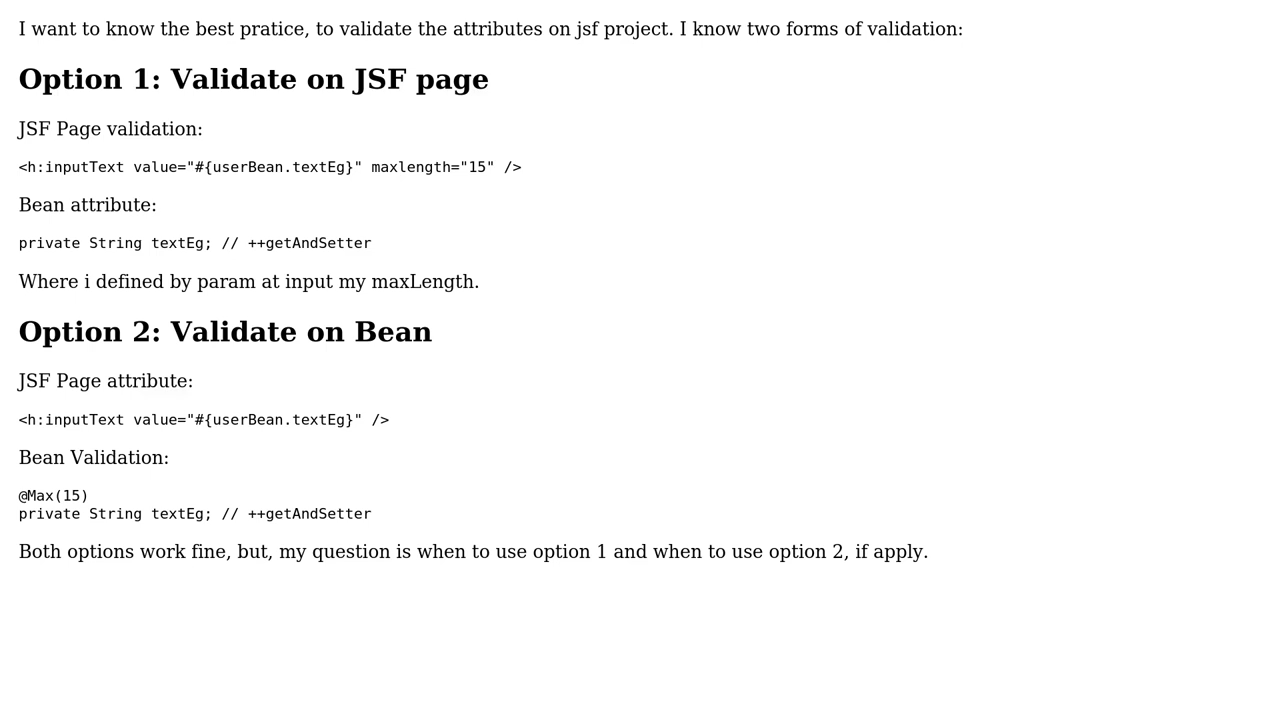 I want to know the best pratice, to validate the attributes on jsf project. I know two forms of validation:
Option 1: Validate on JSF page
JSF Page validation:
<h:inputText value="#{userBean.textEg}" maxlength="15" />
Bean attribute:
private String textEg; // ++getAndSetter
Where i defined by param at input my maxLength.
Option 2: Validate on Bean
JSF Page attribute:
<h:inputText value="#{userBean.textEg}" />
Bean Validation:
@Max(15)
private String textEg; // ++getAndSetter
Both options work fine, but, my question is when to use option 1 and when to use option 2, if apply.